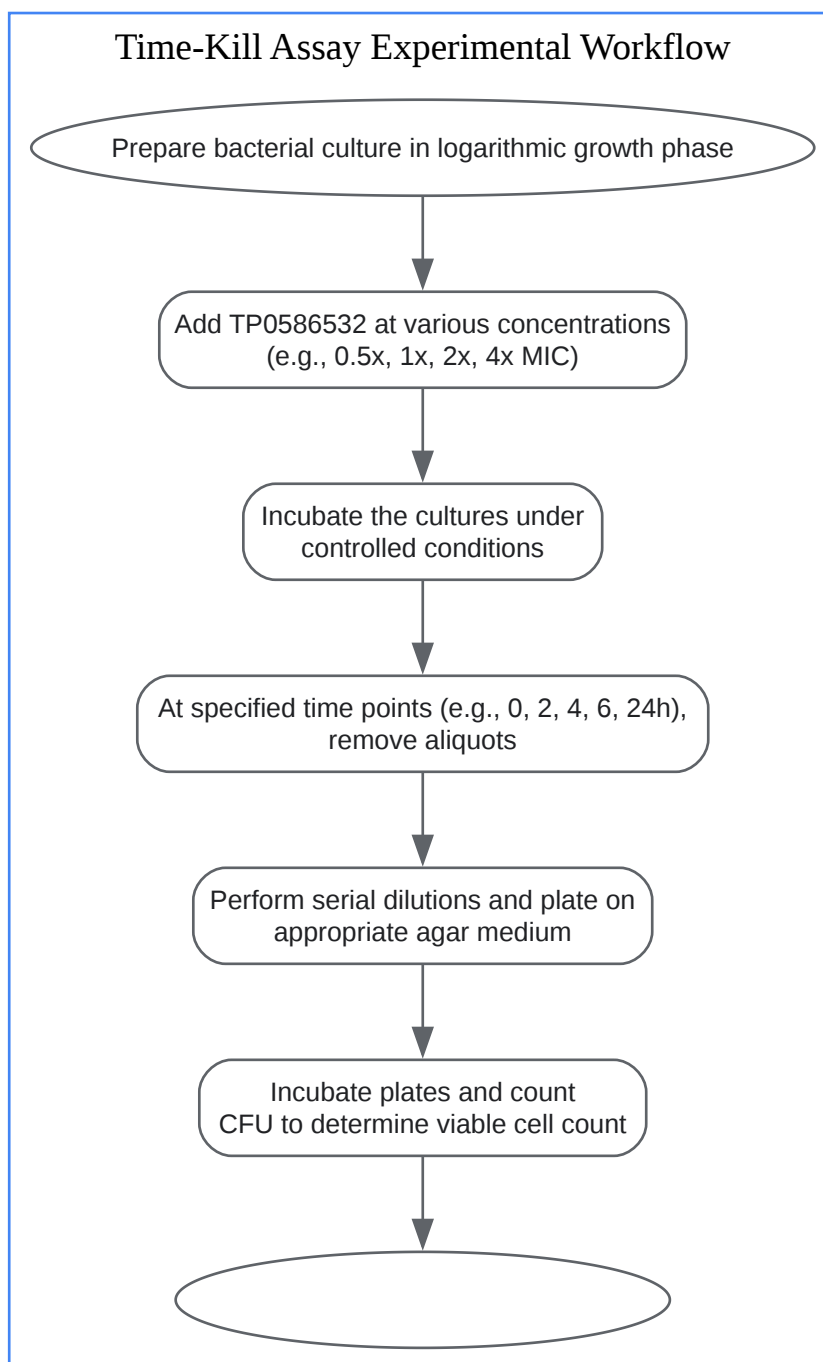 Time-Kill Assay Experimental Workflow
Prepare bacterial culture in logarithmic growth phase
Add TP0586532 at various concentrations
(e.g., 0.5x, 1x, 2x, 4x MIC)
Incubate the cultures under
controlled conditions
At specified time points (e.g., 0, 2, 4, 6, 24h),
remove aliquots
Perform serial dilutions and plate on
appropriate agar medium
Incubate plates and count
CFU to determine viable cell count